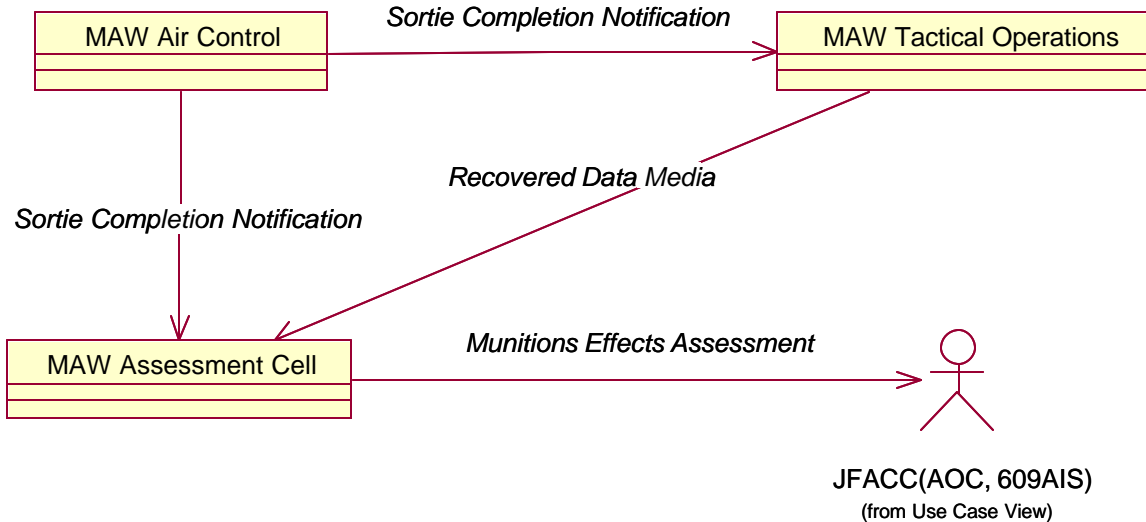 Sortie Completion Notification
MAW Air Control
MAW Tactical Operations
Recovered Data Media
Sortie Completion Notification
Munitions Effects Assessment
MAW Assessment Cell
JFACC(AOC, 609AIS)
(from Use Case View)